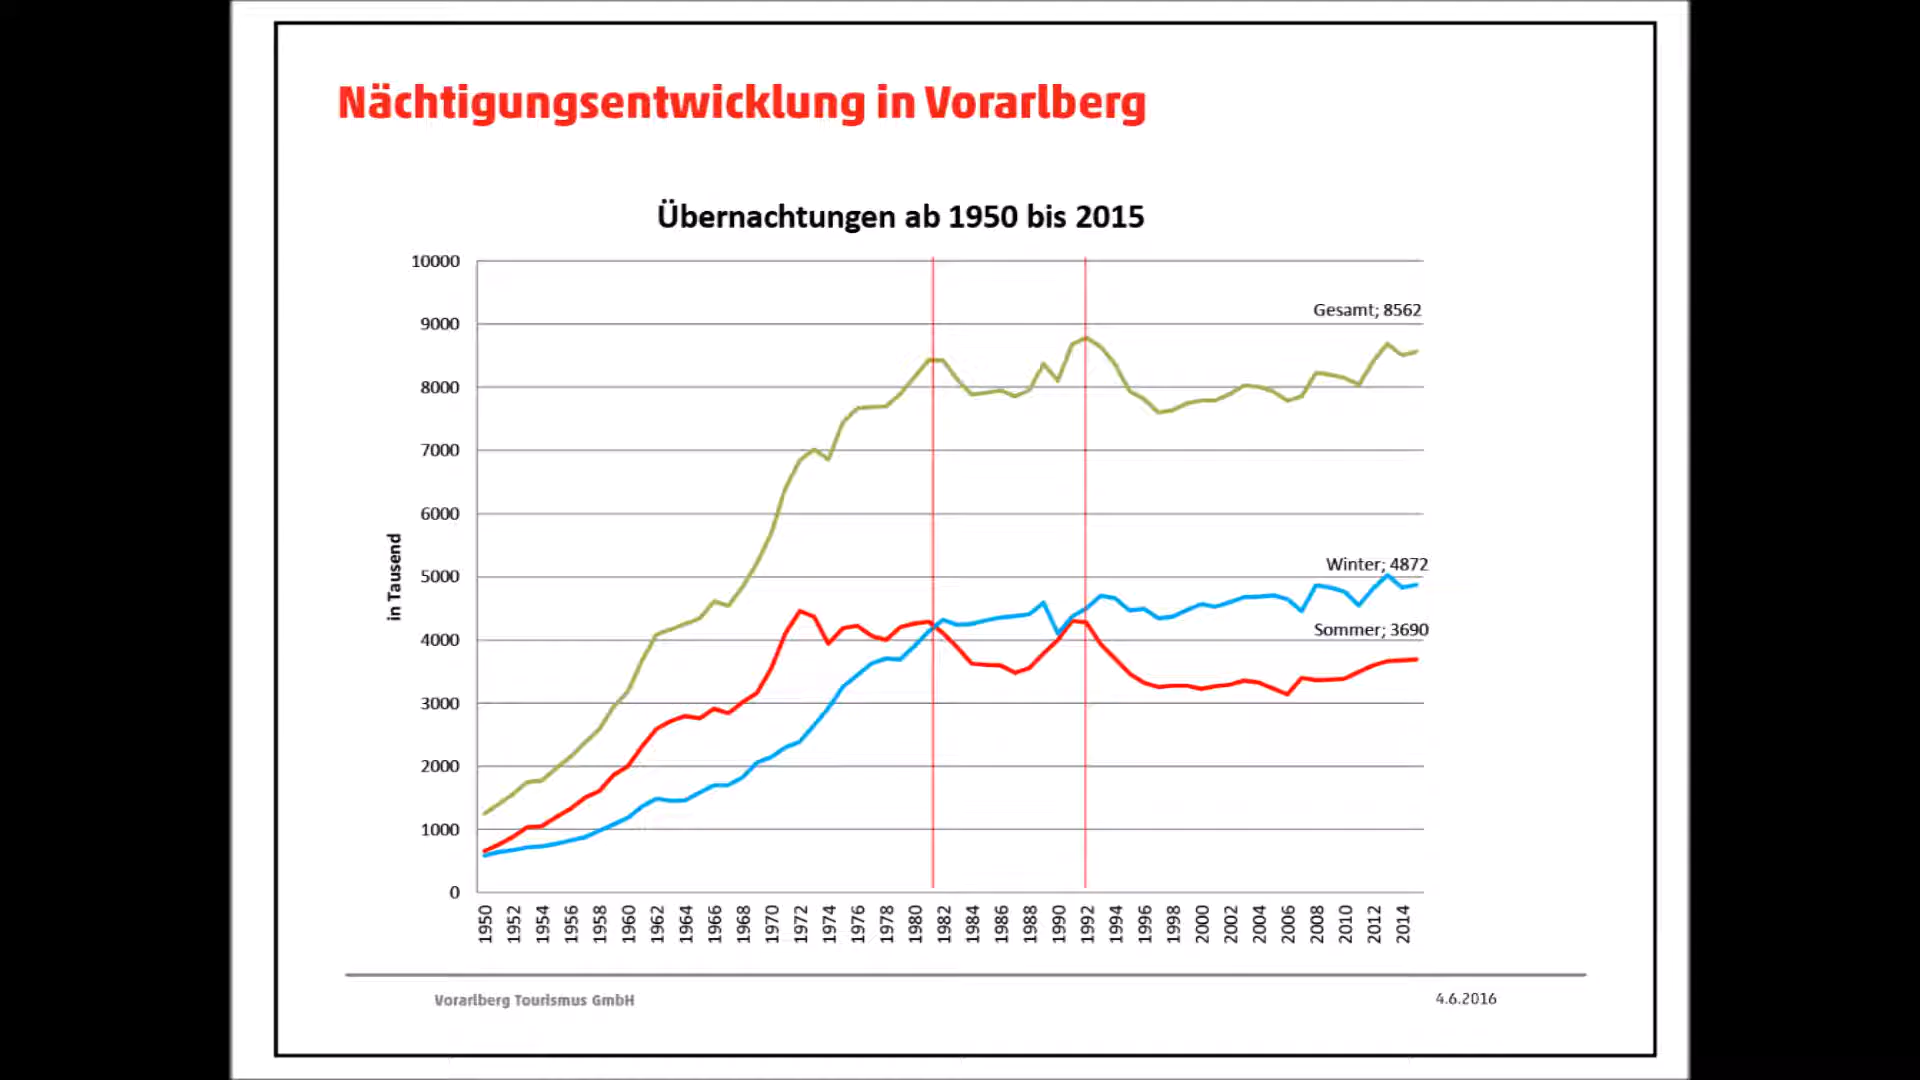 Nächtigungsentwicklung in Vorarlberg
Übernachtungen ab 1950 bis 2015
in Tausend
10000
9000
8000
7000
6000
5000
4000
3000
2000
1000
0
Gesamt; 8562
Winter; 4872
Sommer; 3690
1950 1952 1954 1956 1958 1960 1962 1964 1966 1968 1970 1972 1974 1976 1978 1980 1982 1984 1986 1988 1990 1992 1994 1996 1998 2000 2002 2004 2006 2008 2010 2012 2014
Vorarlberg Tourismus GmbH
4.6.2016